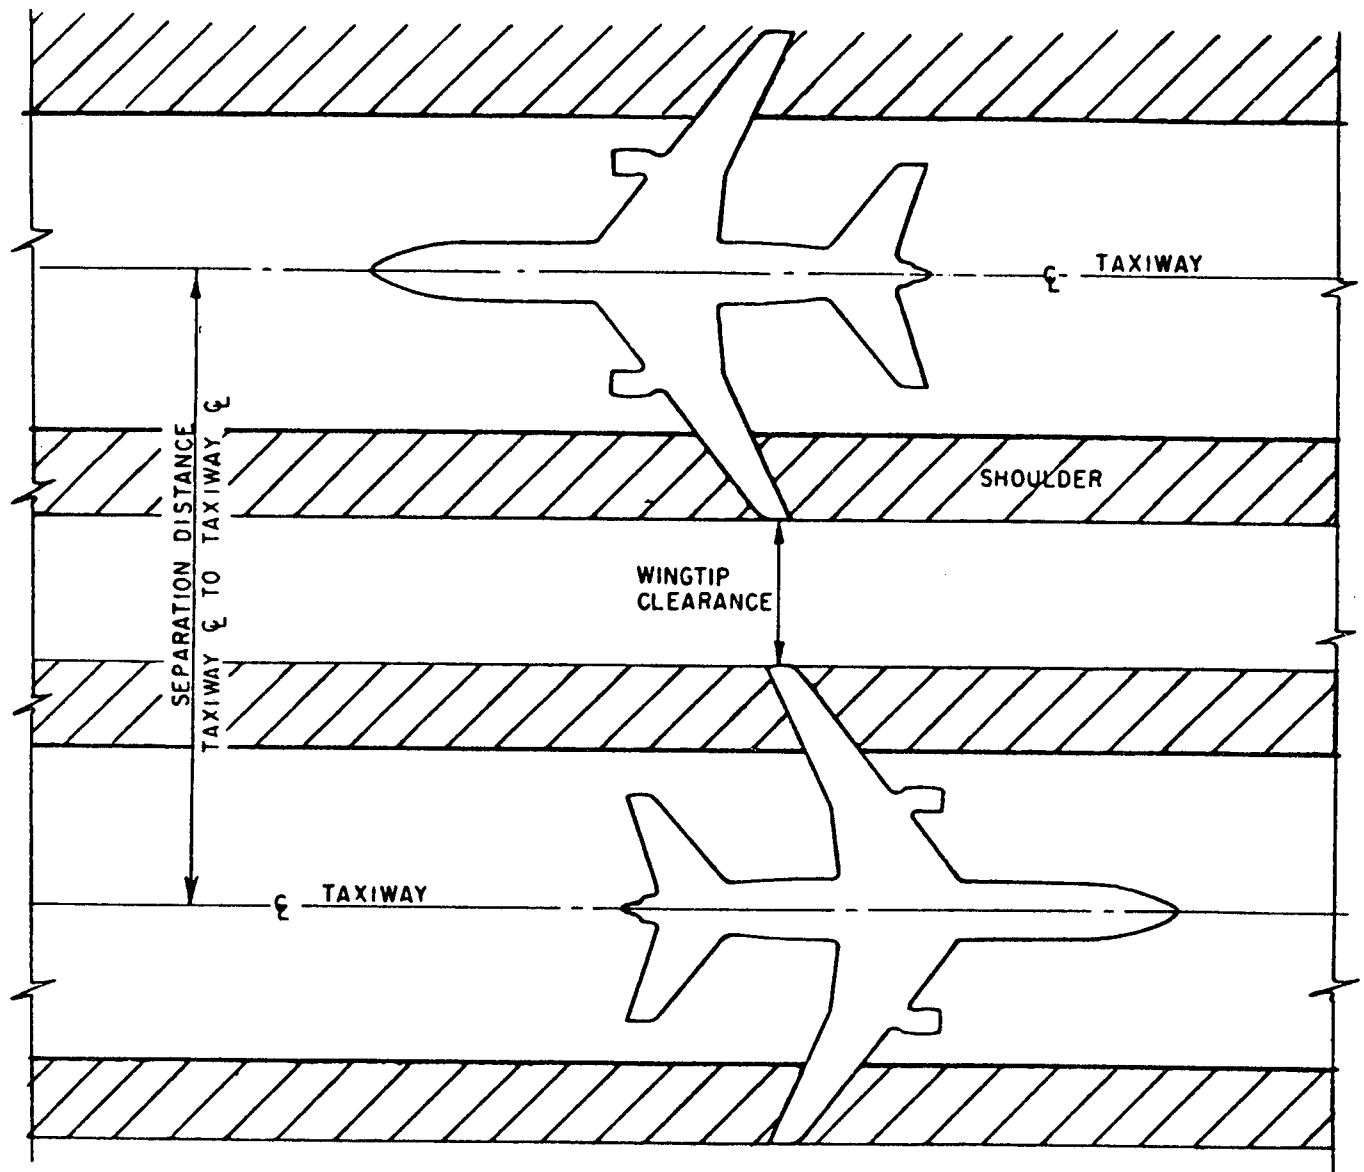 ℄ TAXIWAY
SEPARATION DISTANCE
TAXIWAY ℄ TO TAXIWAY ℄
SHOULDER
WINGTIP
CLEARANCE
℄ TAXIWAY